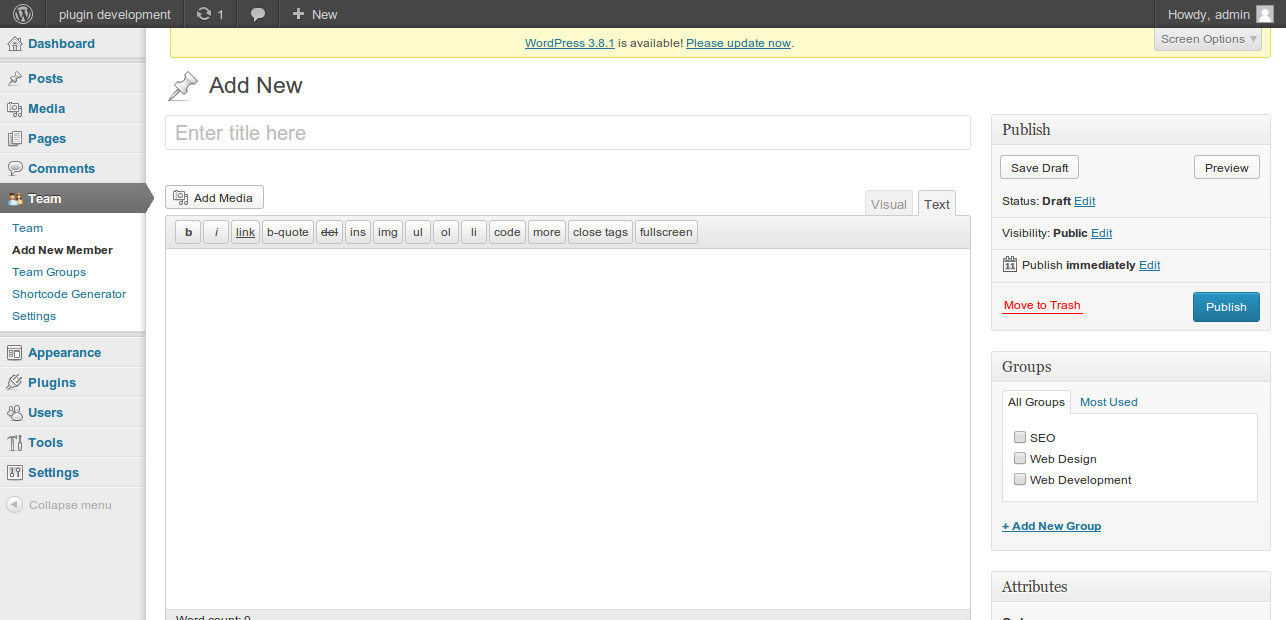 plugin development 1 New Howdy, admin
WordPress 3.8.1 is available! Please update now.
Screen Options
Dashboard
Posts
Media
Pages
Comments
Team
Team
Add New Member
Team Groups
Shortcode Generator
Settings
Appearance
Plugins
Users
Tools
Settings
Collapse menu
Add New
Enter title here
Add Media
Visual Text
b i link b-quote del ins img ul ol li code more close tags fullscreen
Word count: 0
Publish
Save Draft Preview
Status: Draft Edit
Visibility: Public Edit
11 Publish immediately Edit
Move to Trash Publish
Groups
All Groups Most Used
SEO
Web Design
Web Development
+ Add New Group
Attributes